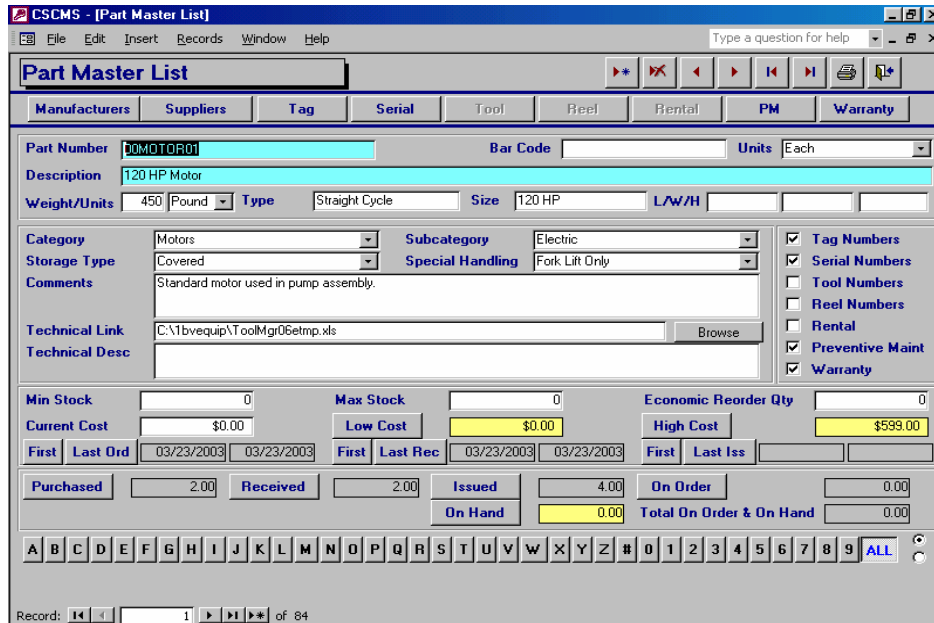 CSCMS - [Part Master List]
File Edit Insert Records Window Help Type a question for help
Part Master List
Manufacturers Suppliers Tag Serial Tool Reel Rental PM Warranty
Part Number 00MOTOR01 Bar Code Units Each
Description 120 HP Motor
Weight/Units 450 Pound Type Straight Cycle Size 120 HP L/W/H
Category Motors Subcategory Electric Tag Numbers
Storage Type Covered Special Handling Fork Lift Only Serial Numbers
Comments Standard motor used in pump assembly. Tool Numbers
Reel Numbers
Technical Link C:\1bvequip\ToolMgr06etmp.xls Browse Rental
Technical Desc Preventive Maint
Warranty
Min Stock 0 Max Stock 0 Economic Reorder Qty 0
Current Cost $0.00 Low Cost $0.00 High Cost $599.00
First Last Ord 03/23/2003 03/23/2003 First Last Rec 03/23/2003 03/23/2003 First Last Iss
Purchased 2.00 Received 2.00 Issued 4.00 On Order 0.00
On Hand 0.00 Total On Order & On Hand 0.00
A B C D E F G H I J K L M N O P Q R S T U V W X Y Z # 0 1 2 3 4 5 6 7 8 9 ALL
Record: 1 of 84